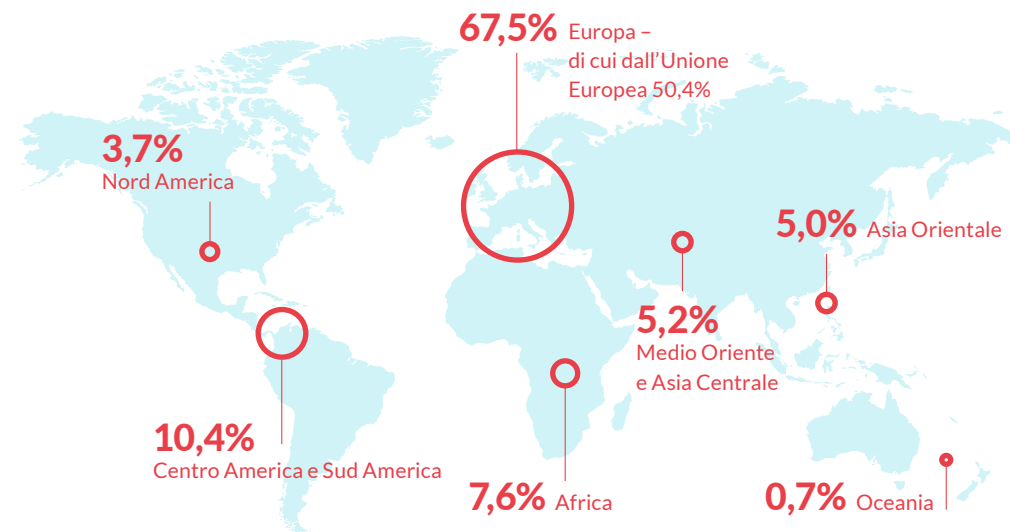 67,5% Europa –
di cui dall’Unione
Europea 50,4%
3,7%
Nord America
5,0% Asia Orientale
5,2%
Medio Oriente
e Asia Centrale
10,4%
Centro America e Sud America
7,6% Africa
0,7% Oceania